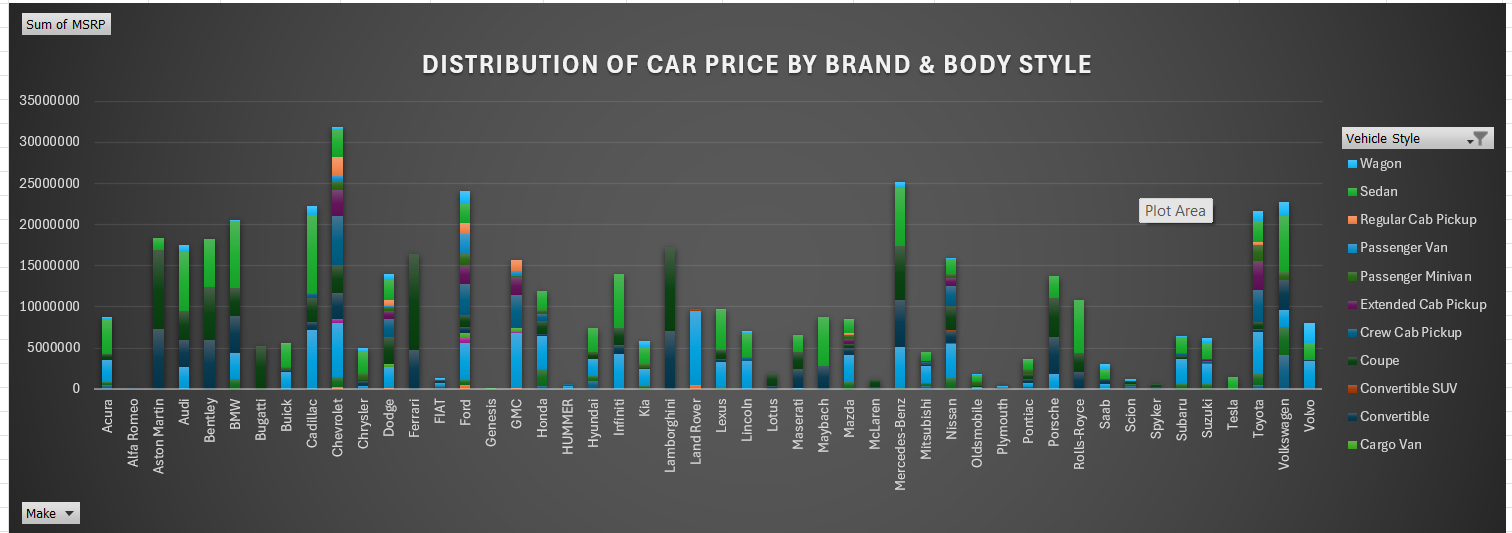 Sum of MSRP
DISTRIBUTION OF CAR PRICE BY BRAND & BODY STYLE
35000000
30000000
25000000
20000000
15000000
10000000
5000000
0
Acura
Alfa Romeo
Aston Martin
Audi
Bentley
BMW
Bugatti
Buick
Cadillac
Chevrolet
Chrysler
Dodge
Ferrari
FIAT
Ford
Genesis
GMC
Honda
HUMMER
Hyundai
Infiniti
Kia
Lamborghini
Land Rover
Lexus
Lincoln
Lotus
Maserati
Maybach
Mazda
McLaren
Mercedes-Benz
Mitsubishi
Nissan
Oldsmobile
Plymouth
Pontiac
Porsche
Rolls-Royce
Saab
Scion
Spyker
Subaru
Suzuki
Tesla
Toyota
Volkswagen
Volvo
Plot Area
Vehicle Style
Wagon
Sedan
Regular Cab Pickup
Passenger Van
Passenger Minivan
Extended Cab Pickup
Crew Cab Pickup
Coupe
Convertible SUV
Convertible
Cargo Van
Make